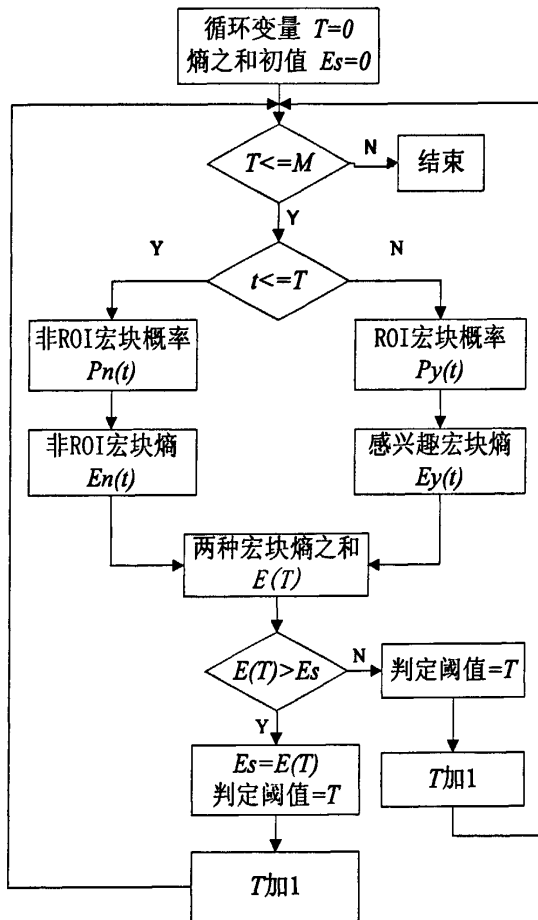 循环变量 T=0
熵之和初值 Es=0
T<=M
N
结束
Y
Y
N
t<=T
非ROI宏块概率
Pn(t)
ROI宏块概率
Py(t)
非ROI宏块熵
En(t)
感兴趣宏块熵
Ey(t)
两种宏块熵之和
E(T)
E(T)>Es
N
判定阈值=T
Y
Es=E(T)
判定阈值=T
T加1
T加1